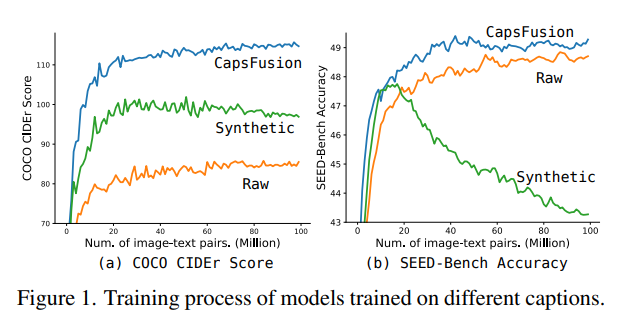 COCO CIDEr Score
110
100
90
80
70
0
20
40
60
80
100
CapsFusion
Synthetic
Raw
Num. of image-text pairs. (Million)
(a) COCO CIDEr Score
SEED-Bench Accuracy
49
48
47
46
45
44
43
0
20
40
60
80
100
CapsFusion
Raw
Synthetic
Num. of image-text pairs. (Million)
(b) SEED-Bench Accuracy
Figure 1. Training process of models trained on different captions.